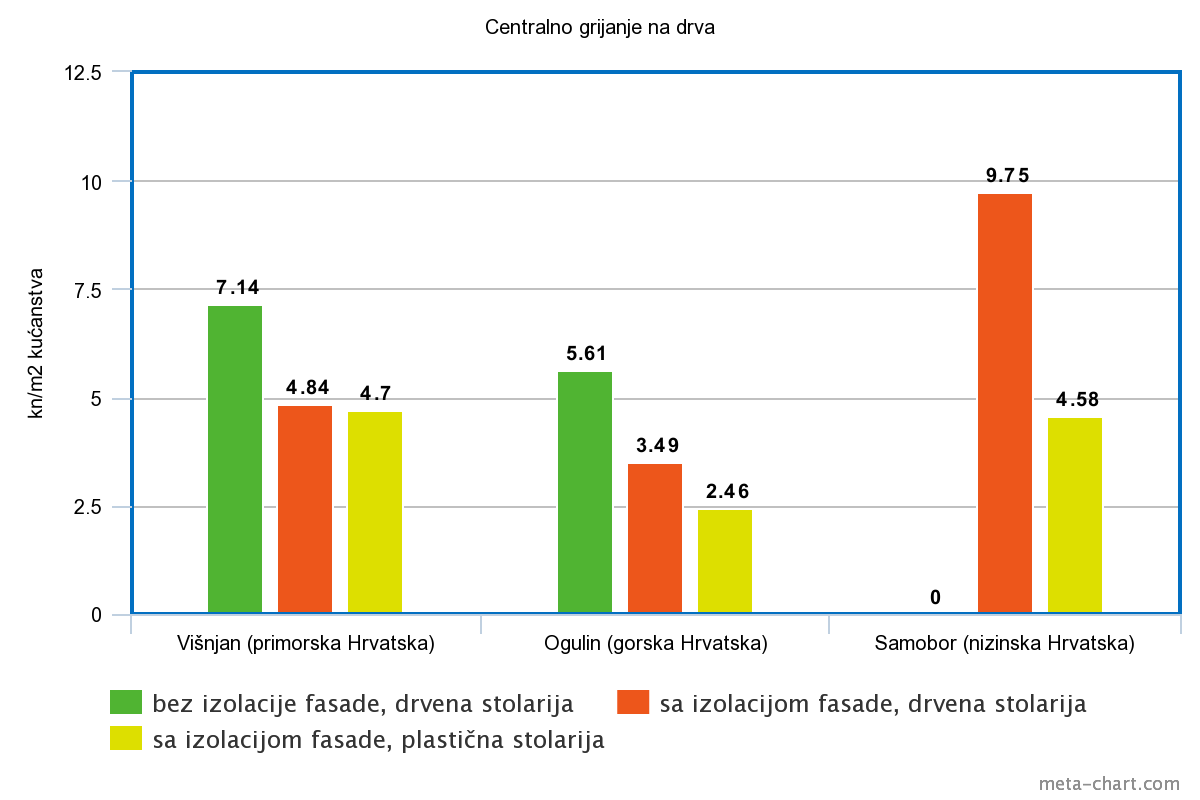 Centralno grijanje na drva
12.5
10
7.5
5
2.5
0
kn/m2 kućanstva
7.14
4.84
4.7
5.61
3.49
2.46
0
9.75
4.58
Višnjan (primorska Hrvatska)
Ogulin (gorska Hrvatska)
Samobor (nizinska Hrvatska)
bez izolacije fasade, drvena stolarija
sa izolacijom fasade, drvena stolarija
sa izolacijom fasade, plastična stolarija
meta-chart.com